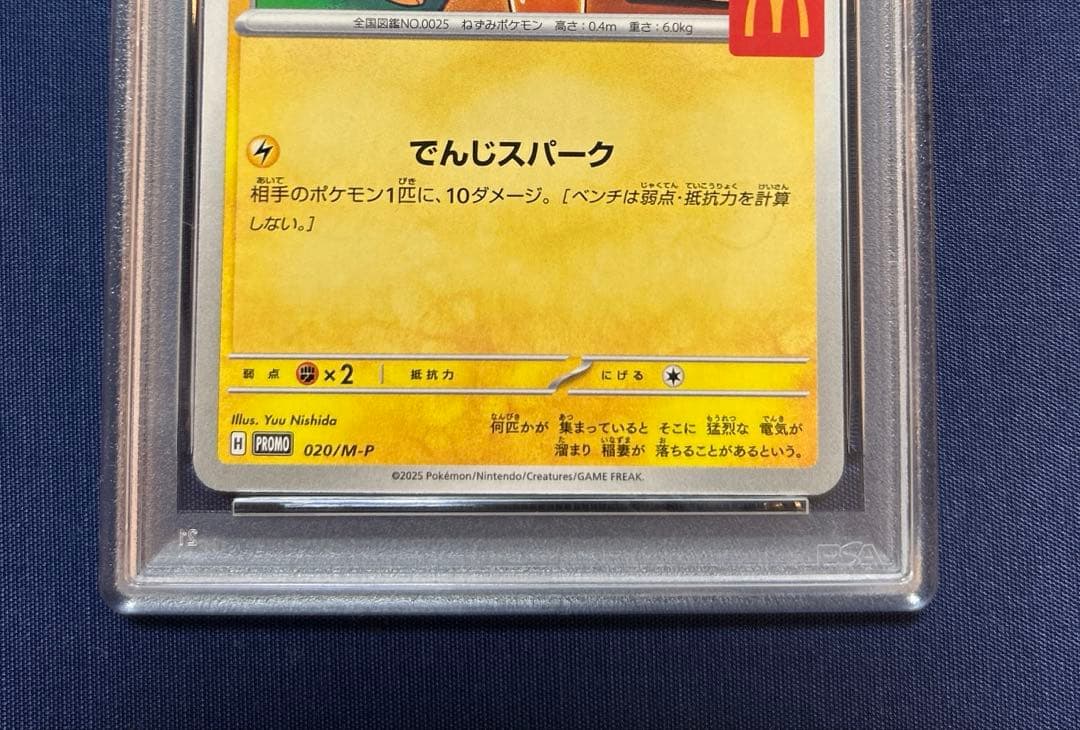 全国図鑑NO.0025 ねずみポケモン 高さ:0.4m 重さ:6.0kg
でんじスパーク
相手のポケモン1匹に、10ダメージ。[ベンチは弱点・抵抗力を計算
しない。]
弱点 ×2 抵抗力 にげる
Illus. Yuu Nishida
何匹かが 集まっていると そこに 猛烈な 電気が
溜まり 稲妻が 落ちることがあるという。
H PROMO 020/M-P
©2025 Pokémon/Nintendo/Creatures/GAME FREAK.
21
PSA